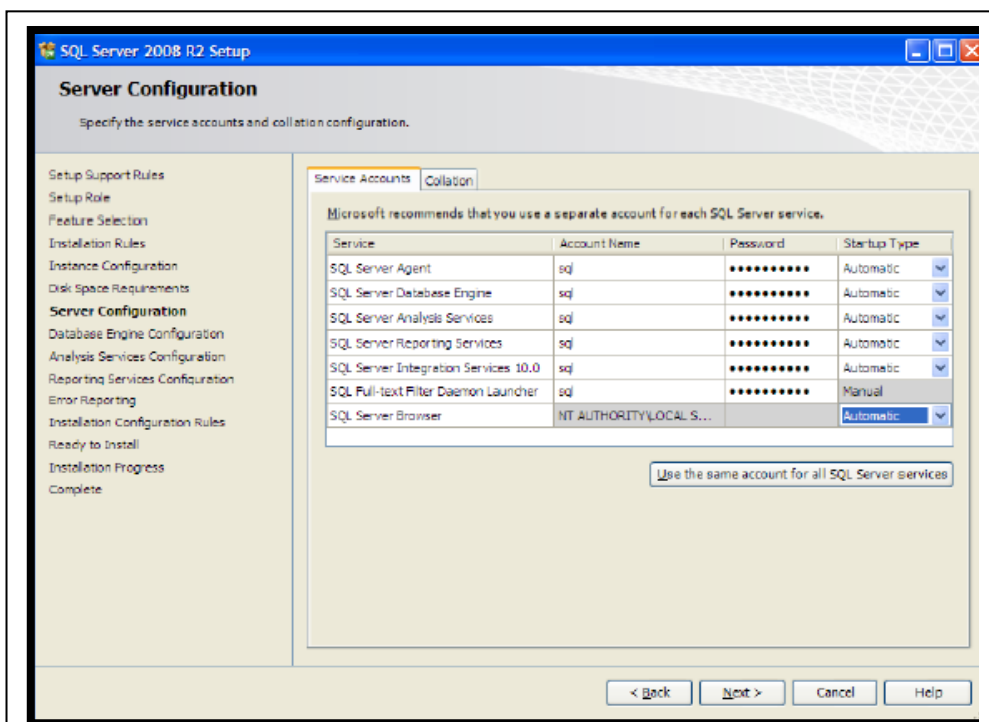 SQL Server 2008 R2 Setup
Server Configuration
Specify the service accounts and collation configuration.
Setup Support Rules
Setup Role
Feature Selection
Installation Rules
Instance Configuration
Disk Space Requirements
Server Configuration
Database Engine Configuration
Analysis Services Configuration
Reporting Services Configuration
Error Reporting
Installation Configuration Rules
Ready to Install
Installation Progress
Complete
Service Accounts Collation
Microsoft recommends that you use a separate account for each SQL Server service.
Service Account Name Password Startup Type
SQL Server Agent sql ●●●●●●●●●● Automatic
SQL Server Database Engine sql ●●●●●●●●●● Automatic
SQL Server Analysis Services sql ●●●●●●●●●● Automatic
SQL Server Reporting Services sql ●●●●●●●●●● Automatic
SQL Server Integration Services 10.0 sql ●●●●●●●●●● Automatic
SQL Full-text Filter Daemon Launcher sql ●●●●●●●●●● Manual
SQL Server Browser NT AUTHORITY\LOCAL S... Automatic
Use the same account for all SQL Server services
< Back Next > Cancel Help